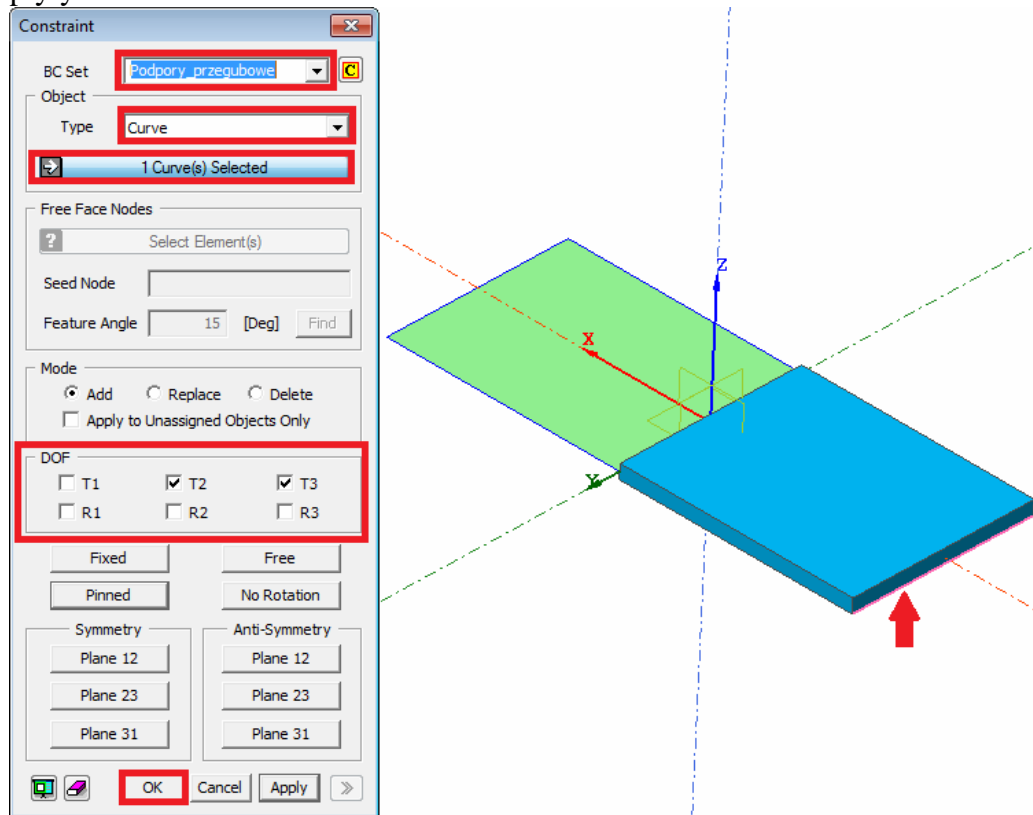 płyty
Constraint
BC Set Podpory_przegubowe C
Object
Type Curve
1 Curve(s) Selected
Free Face Nodes
? Select Element(s)
Seed Node
Feature Angle 15 [Deg] Find
Mode
Add Replace Delete
Apply to Unassigned Objects Only
DOF
T1 T2 T3
R1 R2 R3
Fixed Free
Pinned No Rotation
Symmetry Anti-Symmetry
Plane 12 Plane 12
Plane 23 Plane 23
Plane 31 Plane 31
OK Cancel Apply >>
Z
X
Y